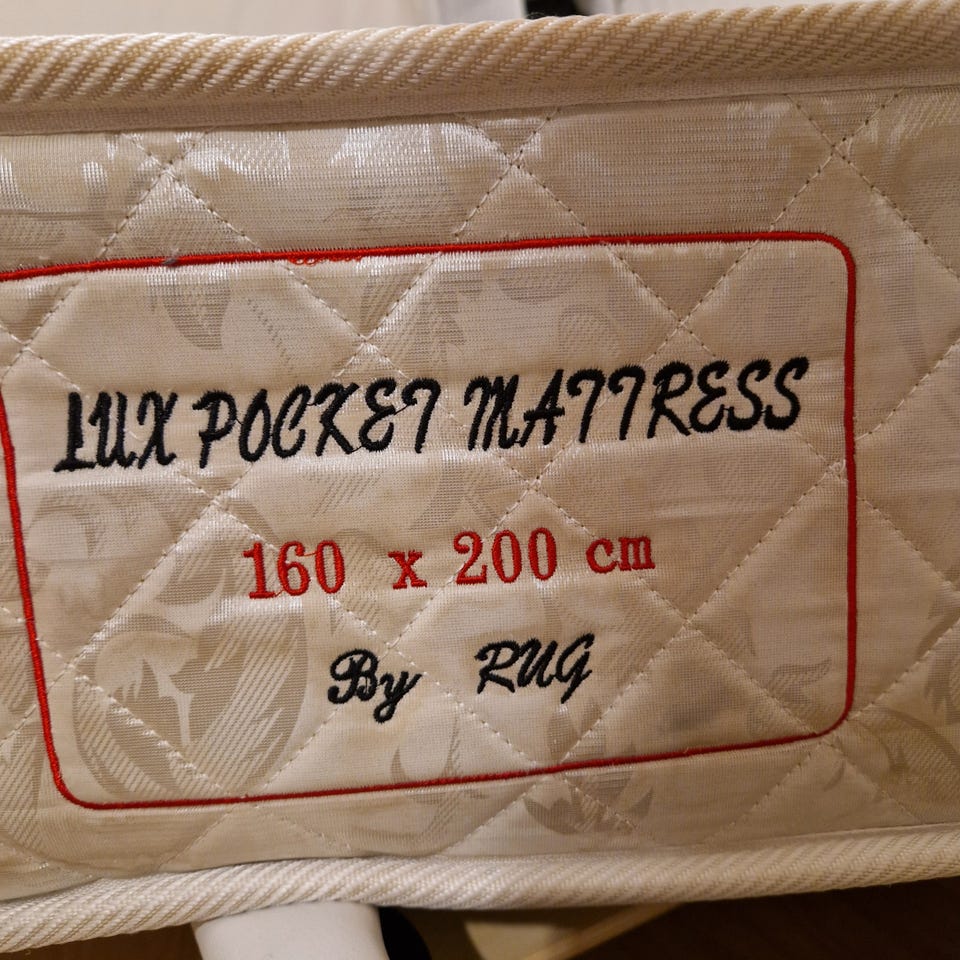 LUX POCKET MATTRESS
160 x 200 cm
By RUG